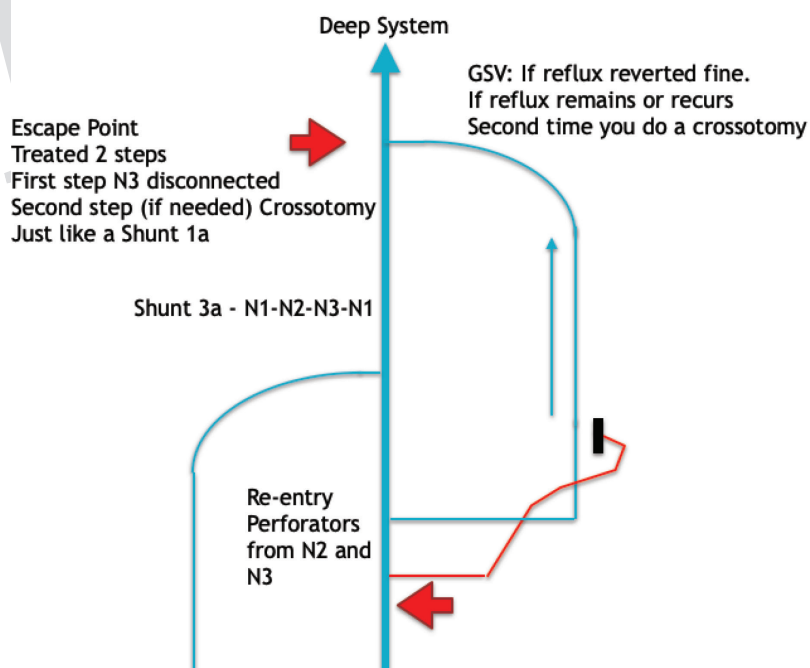 Deep System
GSV: If reflux reverted fine.
If reflux remains or recurs
Second time you do a crossotomy
Escape Point
Treated 2 steps
First step N3 disconnected
Second step (if needed) Crossotomy
Just like a Shunt 1a
Shunt 3a - N1-N2-N3-N1
Re-entry
Perforators
from N2 and
N3